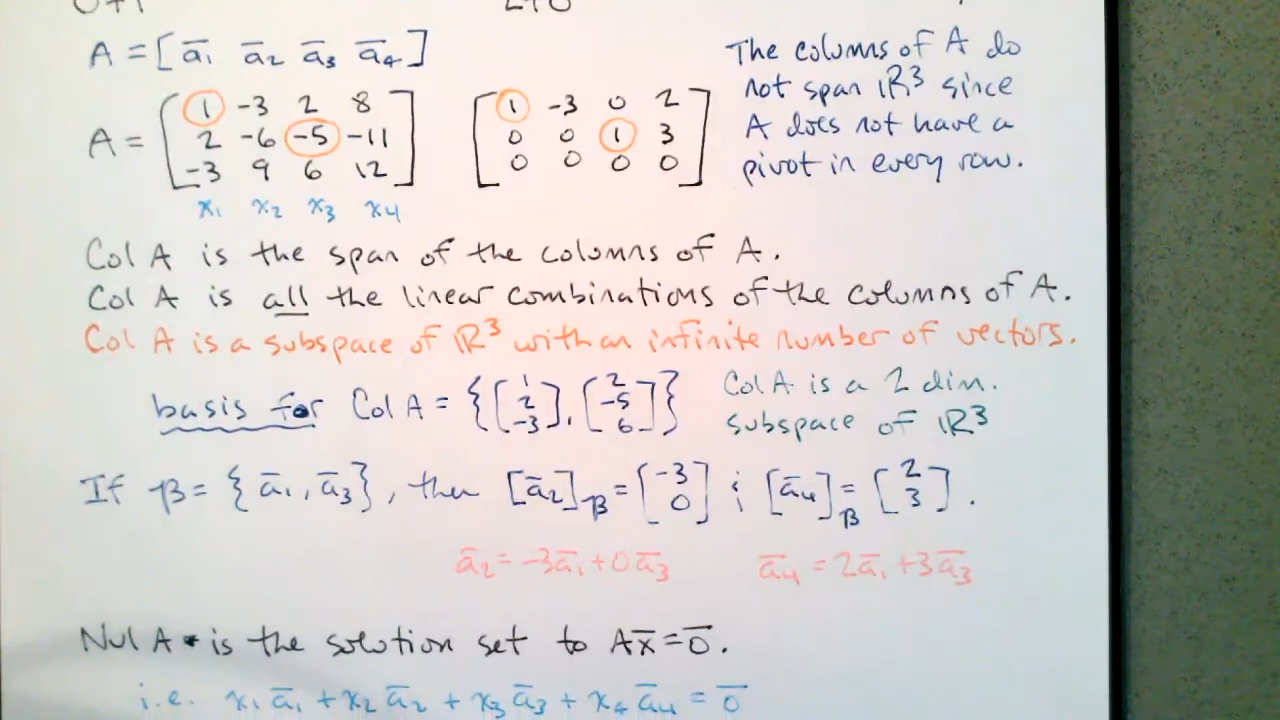 A = [ā₁ ā₂ ā₃ ā₄]
A = [1 -3 2 8
2 -6 -5 -11
-3 9 6 12]
x₁ x₂ x₃ x₄
[1 -3 0 2
0 0 1 3
0 0 0 0]
The columns of A do
not span ℝ³ since
A does not have a
pivot in every row.
Col A is the span of the columns of A.
Col A is all the linear combinations of the columns of A.
Col A is a subspace of ℝ³ with an infinite number of vectors.
basis for Col A = {[1 2 -3], [2 -5 6]}
Col A is a 2 dim.
subspace of ℝ³
If β = {ā₁, ā₃}, then [ā₂]β = [-3 0] & [ā₄]β = [2 3].
ā₂ = -3ā₁ + 0ā₃ ā₄ = 2ā₁ + 3ā₃
Nul A is the solution set to Ax̄ = 0̄.
i.e. x₁ā₁ + x₂ā₂ + x₃ā₃ + x₄ā₄ = 0̄